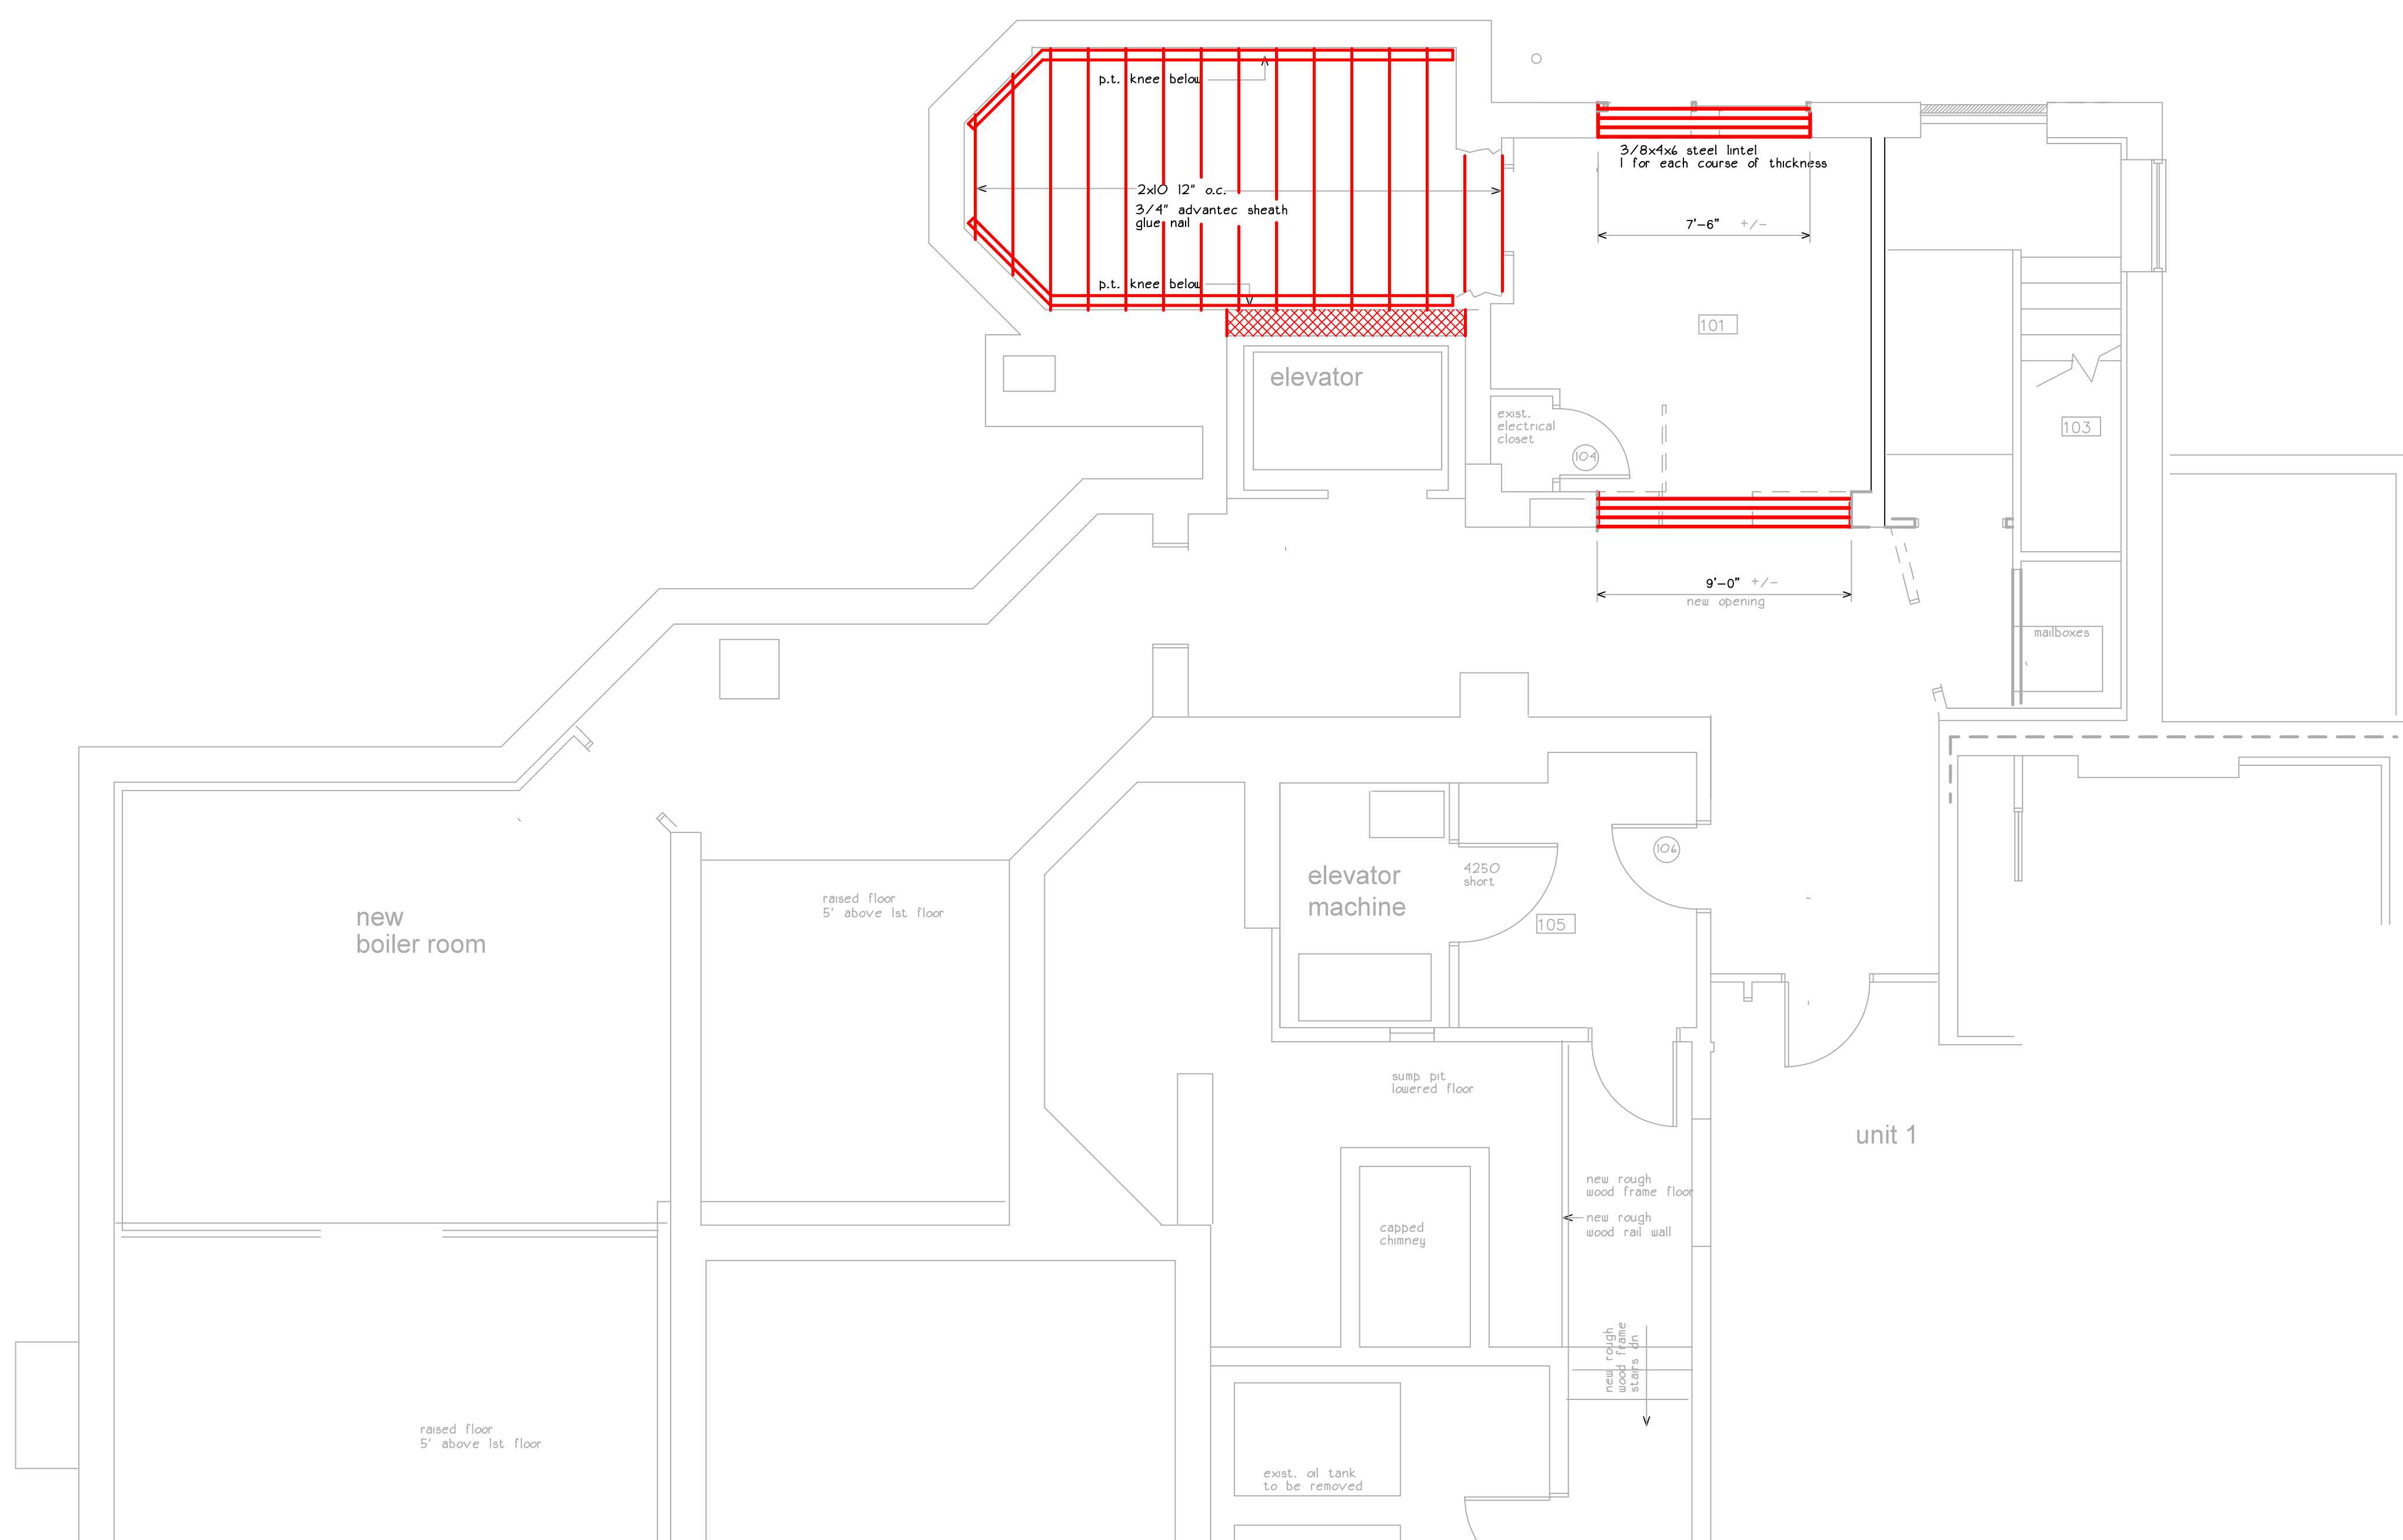 p.t. knee below
3/8x4x6 steel lintel
1 for each course of thickness
2x10 12" o.c.
3/4" advantec sheath
glue nail
7'-6" +/-
p.t. knee below
101
elevator
exist.
electrical
closet
104
103
9'-0" +/-
new opening
mailboxes
106
4250
short
elevator
machine
raised floor
5' above 1st floor
new
boiler room
105
sump pit
lowered floor
unit 1
new rough
wood frame floor
new rough
wood rail wall
capped
chimney
new rough
wood frame
stairs dn
raised floor
5' above 1st floor
exist. oil tank
to be removed